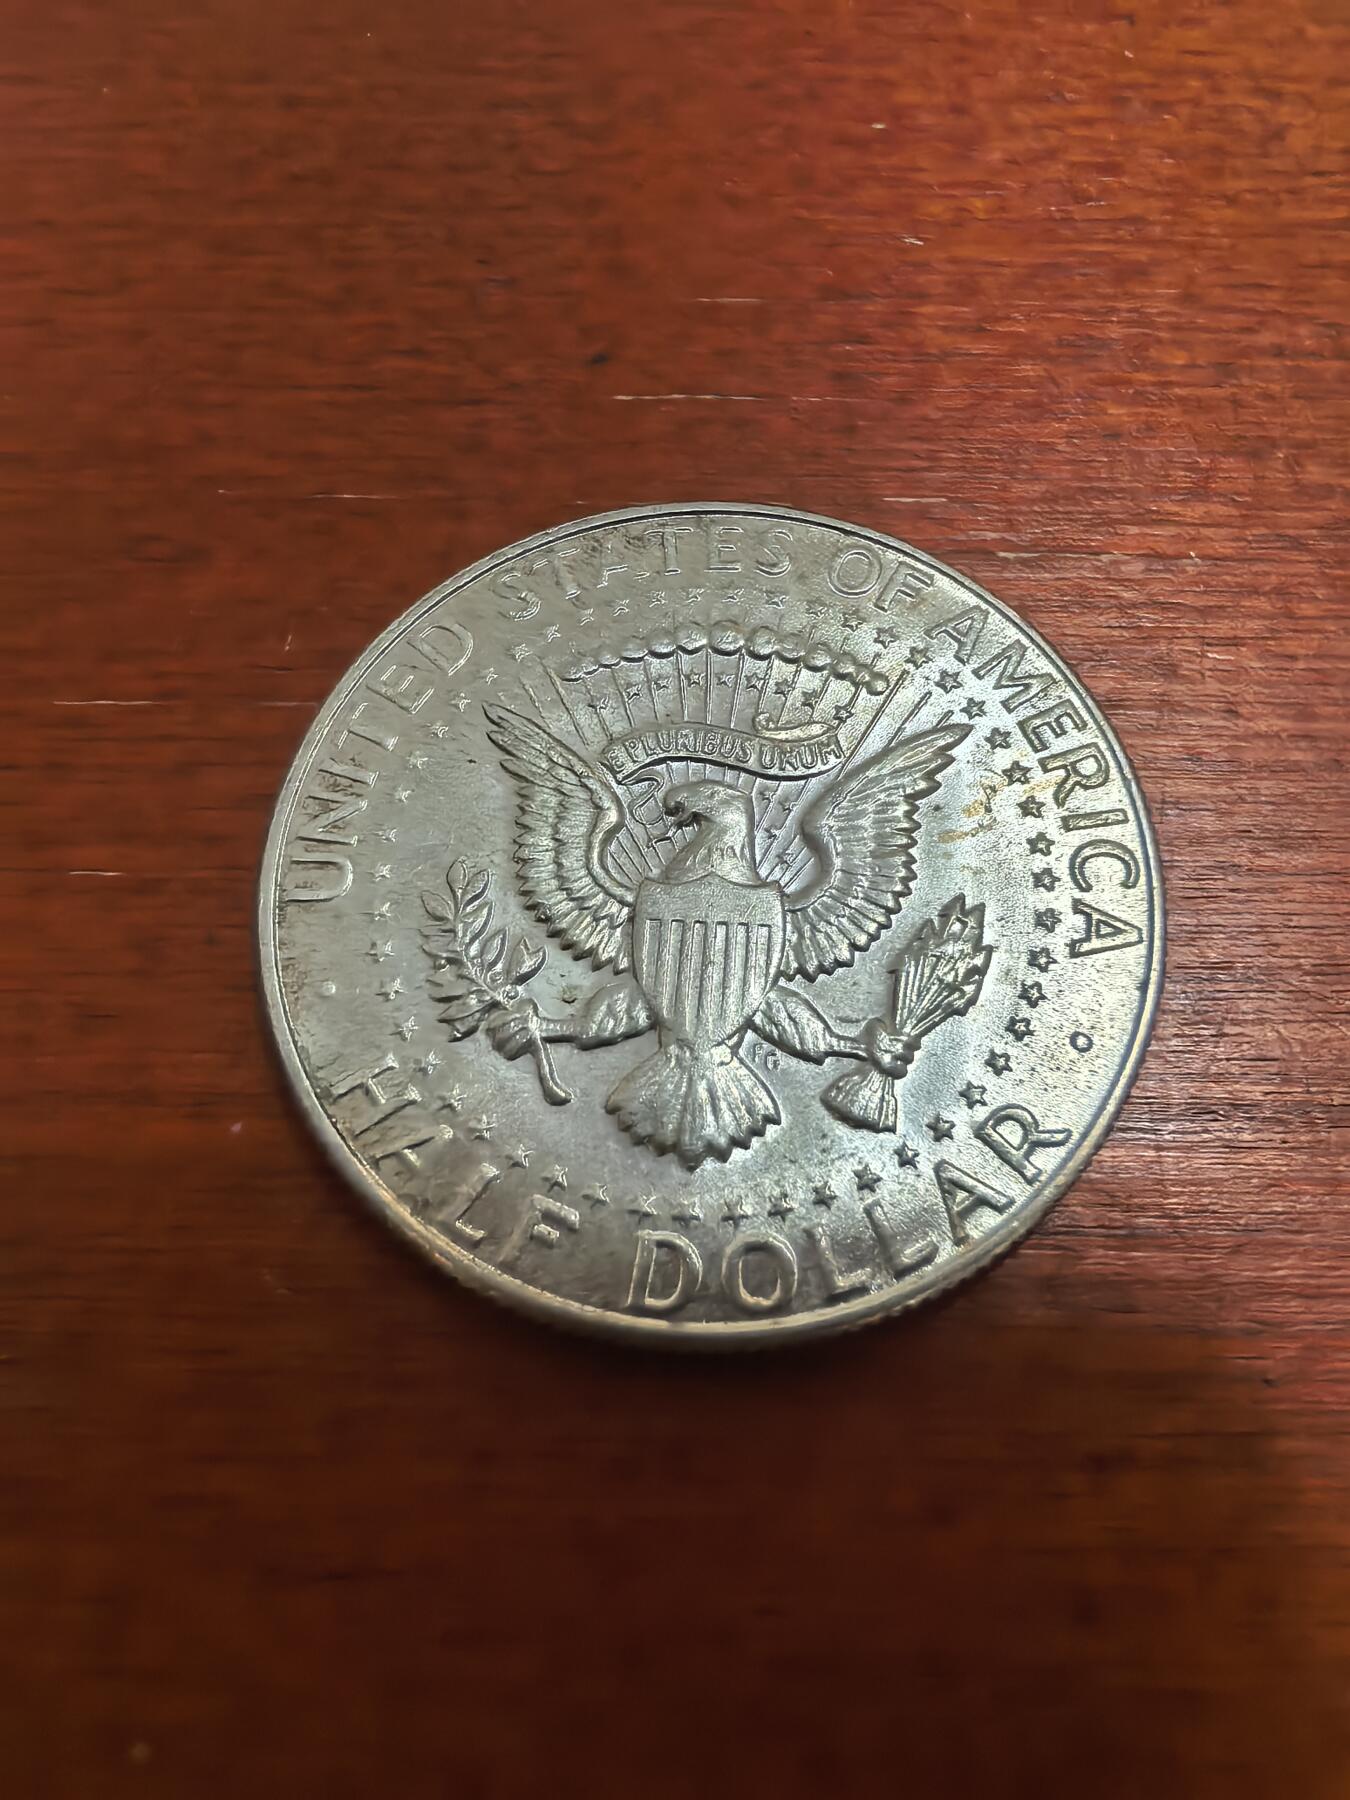 UNITED STATES OF AMERICA
E PLURIBUS UNUM
FG
HALF DOLLAR